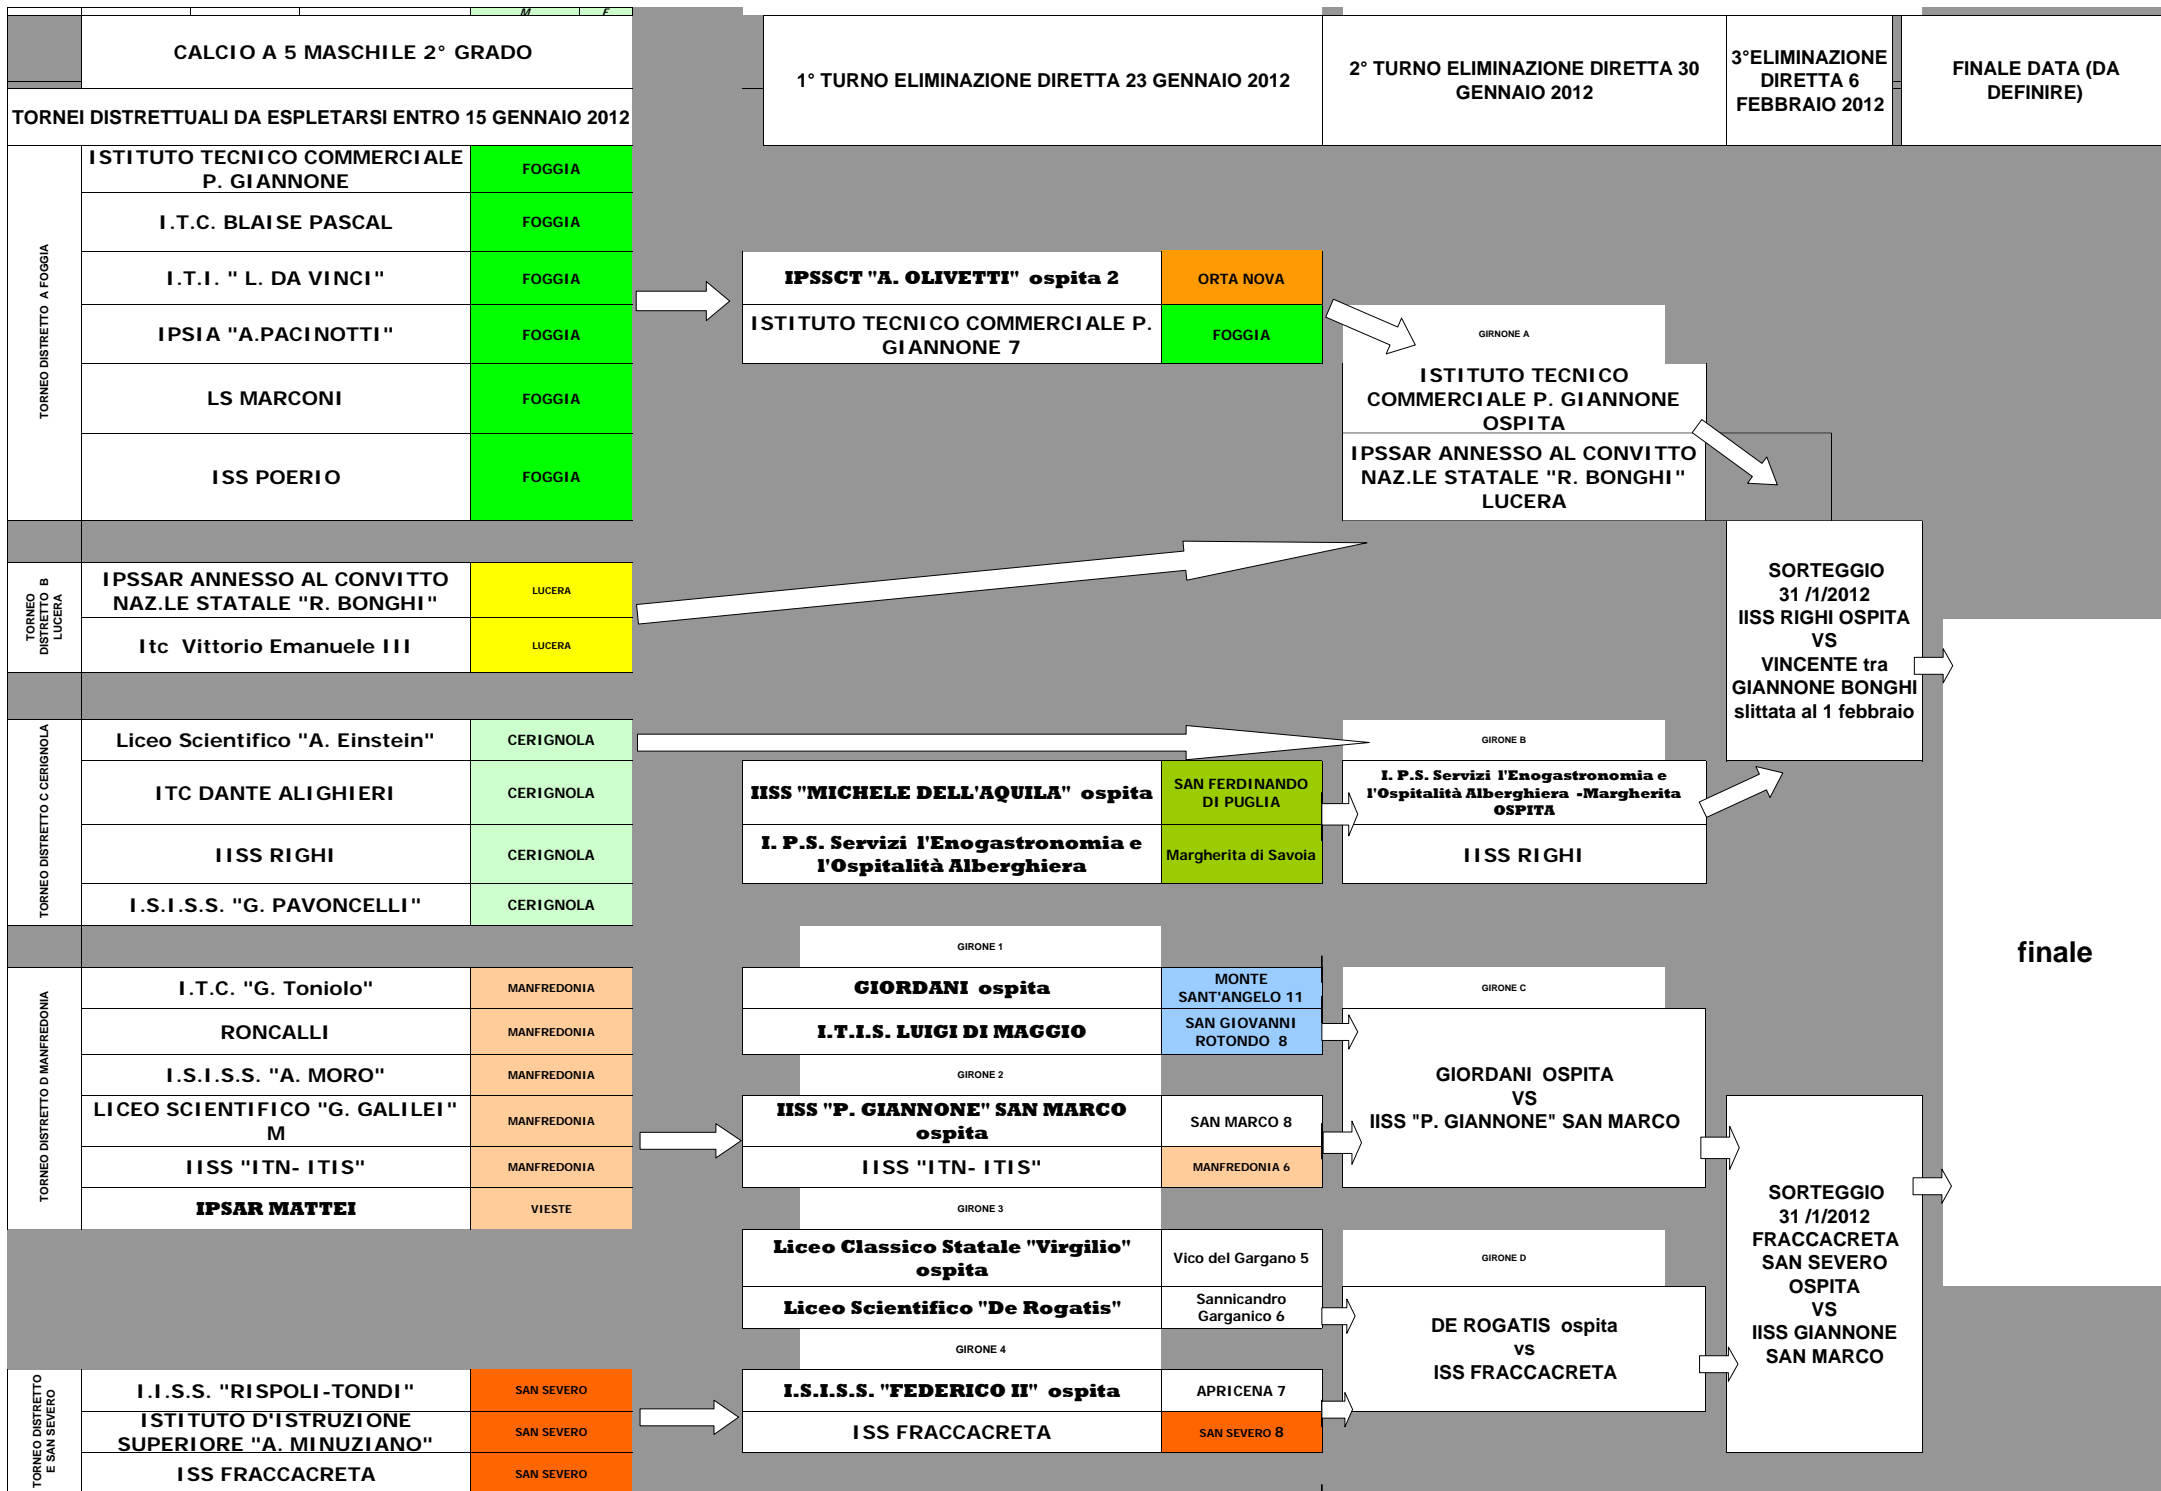 M F
CALCIO A 5 MASCHILE 2° GRADO
TORNEI DISTRETTUALI DA ESPLETARSI ENTRO 15 GENNAIO 2012
1° TURNO ELIMINAZIONE DIRETTA 23 GENNAIO 2012
2° TURNO ELIMINAZIONE DIRETTA 30
GENNAIO 2012
3°ELIMINAZIONE
DIRETTA 6
FEBBRAIO 2012
FINALE DATA (DA
DEFINIRE)
TORNEO DISTRETTO A FOGGIA
ISTITUTO TECNICO COMMERCIALE
P. GIANNONE
FOGGIA
I.T.C. BLAISE PASCAL
FOGGIA
I.T.I. " L. DA VINCI"
FOGGIA
IPSIA "A.PACINOTTI"
FOGGIA
LS MARCONI
FOGGIA
ISS POERIO
FOGGIA
TORNEO
DISTRETTO B
LUCERA
IPSSAR ANNESSO AL CONVITTO
NAZ.LE STATALE "R. BONGHI"
LUCERA
Itc Vittorio Emanuele III
LUCERA
TORNEO DISTRETTO C CERIGNOLA
Liceo Scientifico "A. Einstein"
CERIGNOLA
ITC DANTE ALIGHIERI
CERIGNOLA
IISS RIGHI
CERIGNOLA
I.S.I.S.S. "G. PAVONCELLI"
CERIGNOLA
TORNEO DISTRETTO D MANFREDONIA
I.T.C. "G. Toniolo"
MANFREDONIA
RONCALLI
MANFREDONIA
I.S.I.S.S. "A. MORO"
MANFREDONIA
LICEO SCIENTIFICO "G. GALILEI"
M
MANFREDONIA
IISS "ITN- ITIS"
MANFREDONIA
IPSAR MATTEI
VIESTE
TORNEO DISTRETTO
E SAN SEVERO
I.I.S.S. "RISPOLI-TONDI"
SAN SEVERO
ISTITUTO D'ISTRUZIONE
SUPERIORE "A. MINUZIANO"
SAN SEVERO
ISS FRACCACRETA
SAN SEVERO
IPSSCT "A. OLIVETTI" ospita 2
ORTA NOVA
ISTITUTO TECNICO COMMERCIALE P.
GIANNONE 7
FOGGIA
IISS "MICHELE DELL'AQUILA" ospita
SAN FERDINANDO
DI PUGLIA
I. P.S. Servizi l'Enogastronomia e
l'Ospitalità Alberghiera
Margherita di Savoia
GIRONE 1
GIORDANI ospita
MONTE
SANT'ANGELO 11
I.T.I.S. LUIGI DI MAGGIO
SAN GIOVANNI
ROTONDO 8
GIRONE 2
IISS "P. GIANNONE" SAN MARCO
ospita
SAN MARCO 8
IISS "ITN- ITIS"
MANFREDONIA 6
GIRONE 3
Liceo Classico Statale "Virgilio"
ospita
Vico del Gargano 5
Liceo Scientifico "De Rogatis"
Sannicandro
Garganico 6
GIRONE 4
I.S.I.S.S. "FEDERICO II" ospita
APRICENA 7
ISS FRACCACRETA
SAN SEVERO 8
GIRNONE A
ISTITUTO TECNICO
COMMERCIALE P. GIANNONE
OSPITA
IPSSAR ANNESSO AL CONVITTO
NAZ.LE STATALE "R. BONGHI"
LUCERA
GIRONE B
I. P.S. Servizi l'Enogastronomia e
l'Ospitalità Alberghiera -Margherita
OSPITA
IISS RIGHI
GIRONE C
GIORDANI OSPITA
VS
IISS "P. GIANNONE" SAN MARCO
GIRONE D
DE ROGATIS ospita
vs
ISS FRACCACRETA
SORTEGGIO
31 /1/2012
IISS RIGHI OSPITA
VS
VINCENTE tra
GIANNONE BONGHI
slittata al 1 febbraio
SORTEGGIO
31 /1/2012
FRACCACRETA
SAN SEVERO
OSPITA
VS
IISS GIANNONE
SAN MARCO
finale